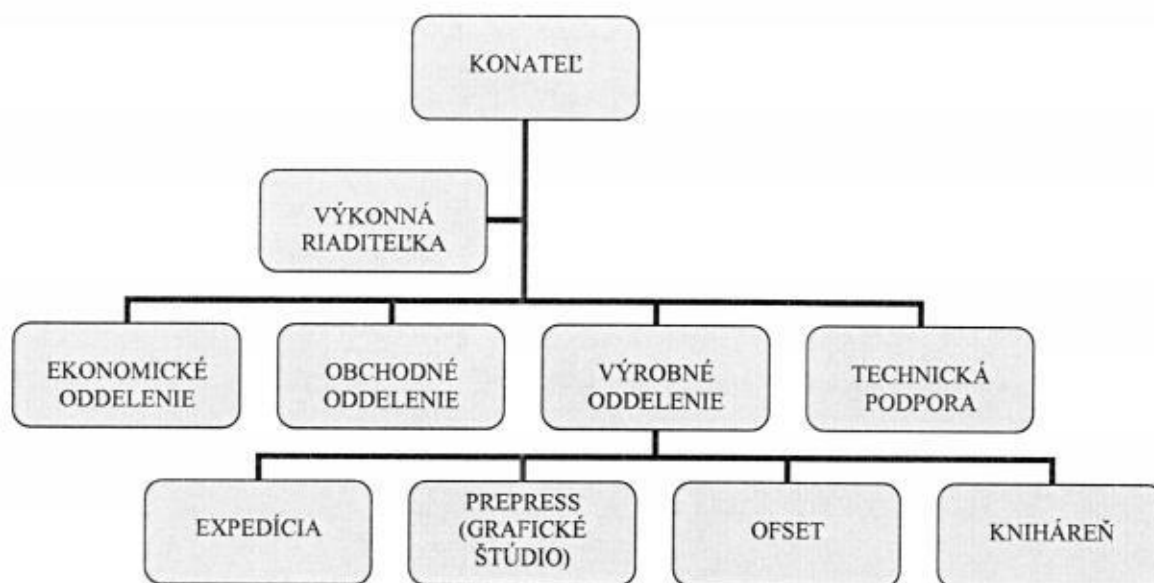 KONATEĽ
VÝKONNÁ
RIADITEĽKA
EKONOMICKÉ
ODDELENIE
OBCHODNÉ
ODDELENIE
VÝROBNÉ
ODDELENIE
TECHNICKÁ
PODPORA
EXPEDÍCIA
PREPRESS
(GRAFICKÉ
ŠTÚDIO)
OFSET
KNIHÁREŇ